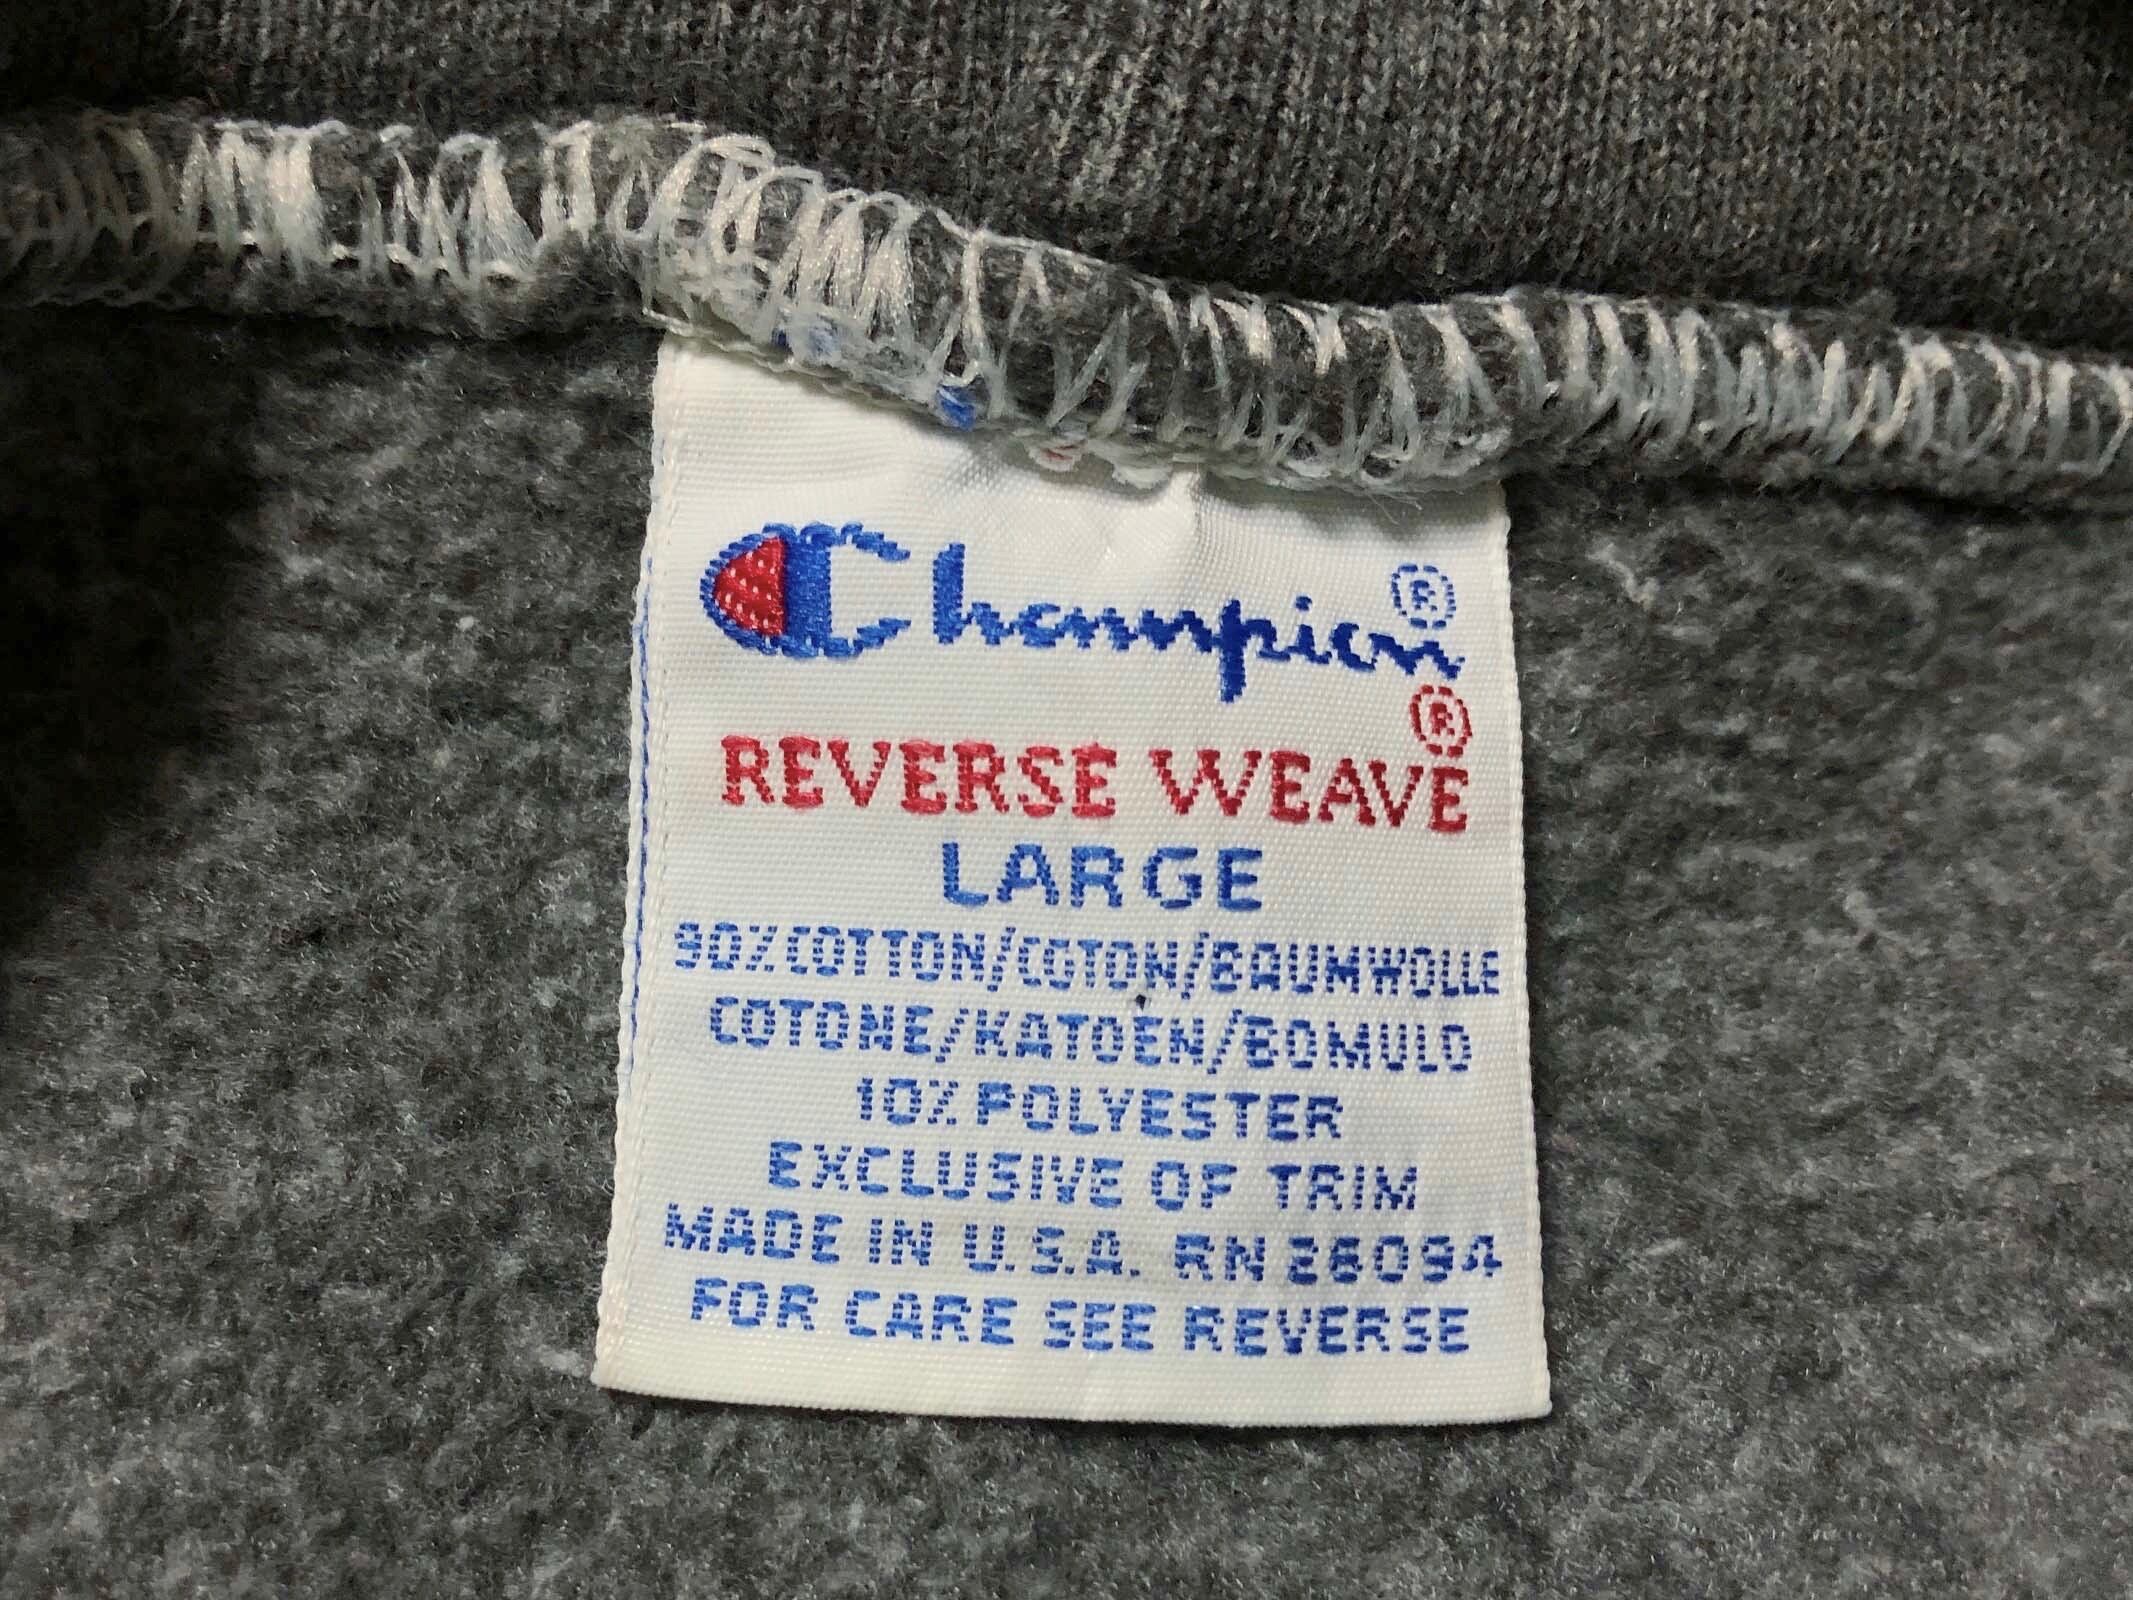 Champion®
REVERSE WEAVE®
LARGE
90% COTTON/COTON/BAUMWOLLE
COTONE/KATOEN/BOMULD
10% POLYESTER
EXCLUSIVE OF TRIM
MADE IN U.S.A. RN 26094
FOR CARE SEE REVERSE